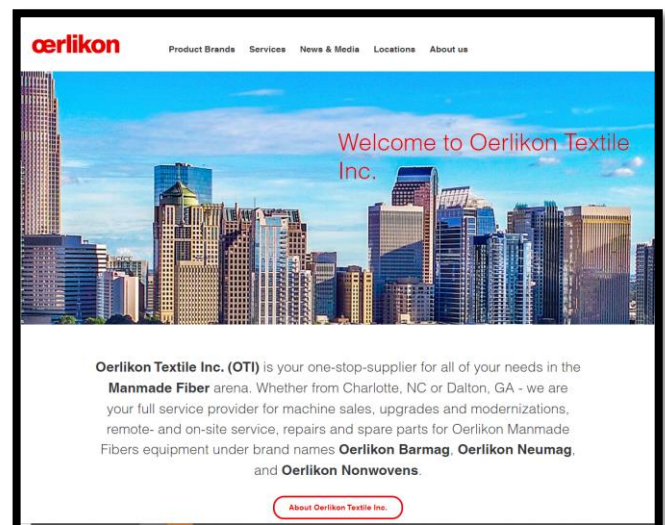 œrlikon
Product Brands Services News & Media Locations About us
Welcome to Oerlikon Textile
Inc.
Oerlikon Textile Inc. (OTI) is your one-stop-supplier for all of your needs in the
Manmade Fiber arena. Whether from Charlotte, NC or Dalton, GA - we are
your full service provider for machine sales, upgrades and modernizations,
remote- and on-site service, repairs and spare parts for Oerlikon Manmade
Fibers equipment under brand names Oerlikon Barmag, Oerlikon Neumag,
and Oerlikon Nonwovens.
About Oerlikon Textile Inc.